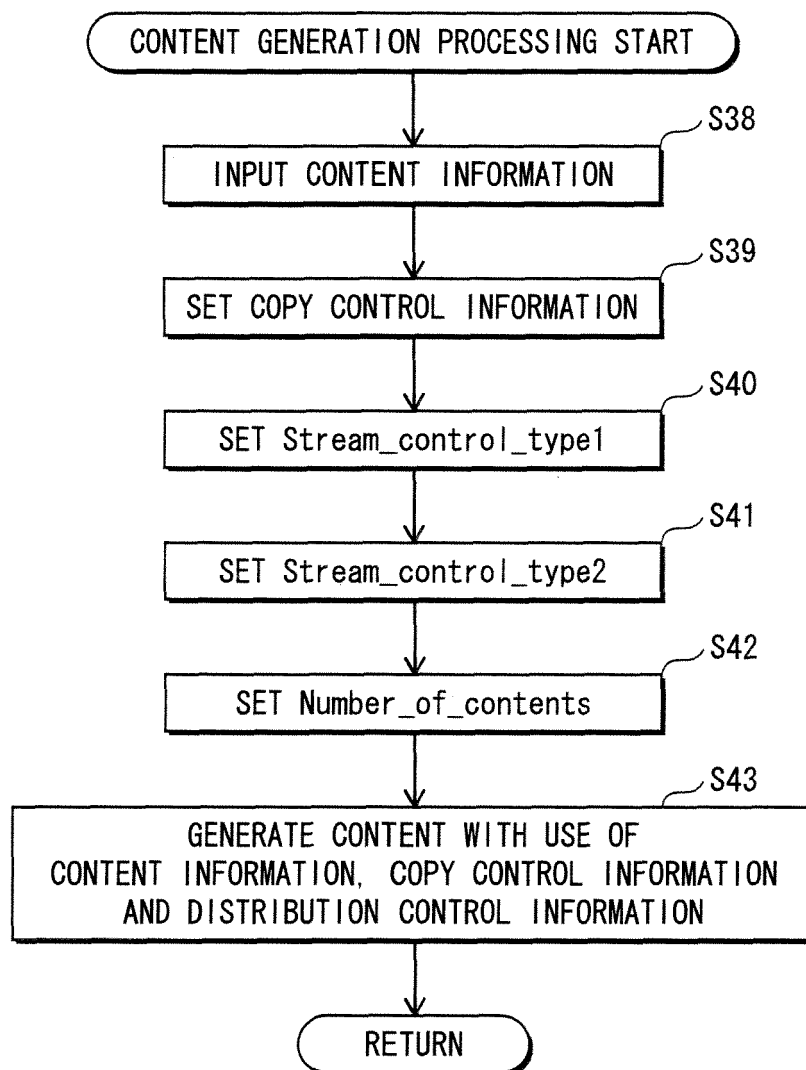 CONTENT GENERATION PROCESSING START
S38
INPUT CONTENT INFORMATION
S39
SET COPY CONTROL INFORMATION
S40
SET Stream_control_type1
S41
SET Stream_control_type2
S42
SET Number_of_contents
S43
GENERATE CONTENT WITH USE OF
CONTENT INFORMATION, COPY CONTROL INFORMATION
AND DISTRIBUTION CONTROL INFORMATION
RETURN